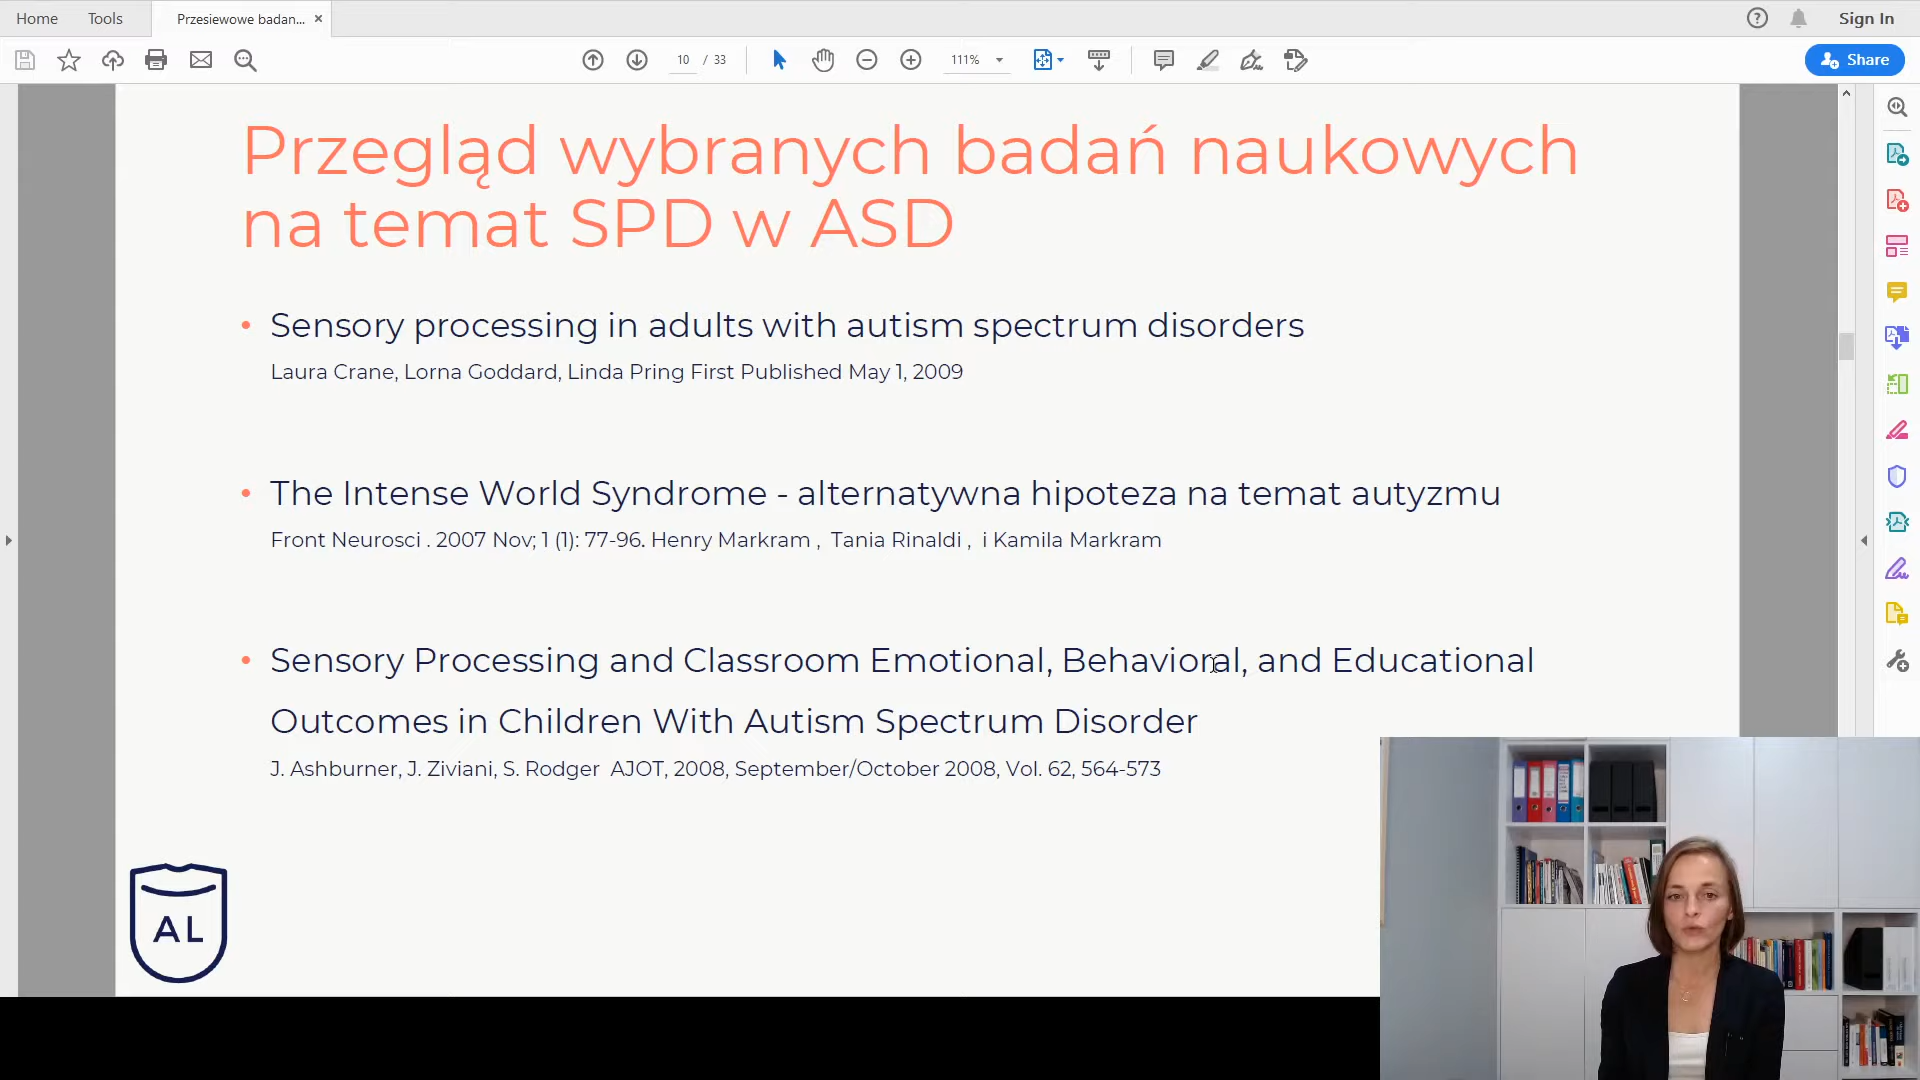 Home Tools Przesiewowe badan... × Sign In
10 / 33 111% Share
Przegląd wybranych badań naukowych
na temat SPD w ASD
• Sensory processing in adults with autism spectrum disorders
Laura Crane, Lorna Goddard, Linda Pring First Published May 1, 2009
• The Intense World Syndrome - alternatywna hipoteza na temat autyzmu
Front Neurosci . 2007 Nov; 1 (1): 77-96. Henry Markram , Tania Rinaldi , i Kamila Markram
• Sensory Processing and Classroom Emotional, Behavioral, and Educational
Outcomes in Children With Autism Spectrum Disorder
J. Ashburner, J. Ziviani, S. Rodger AJOT, 2008, September/October 2008, Vol. 62, 564-573
AL